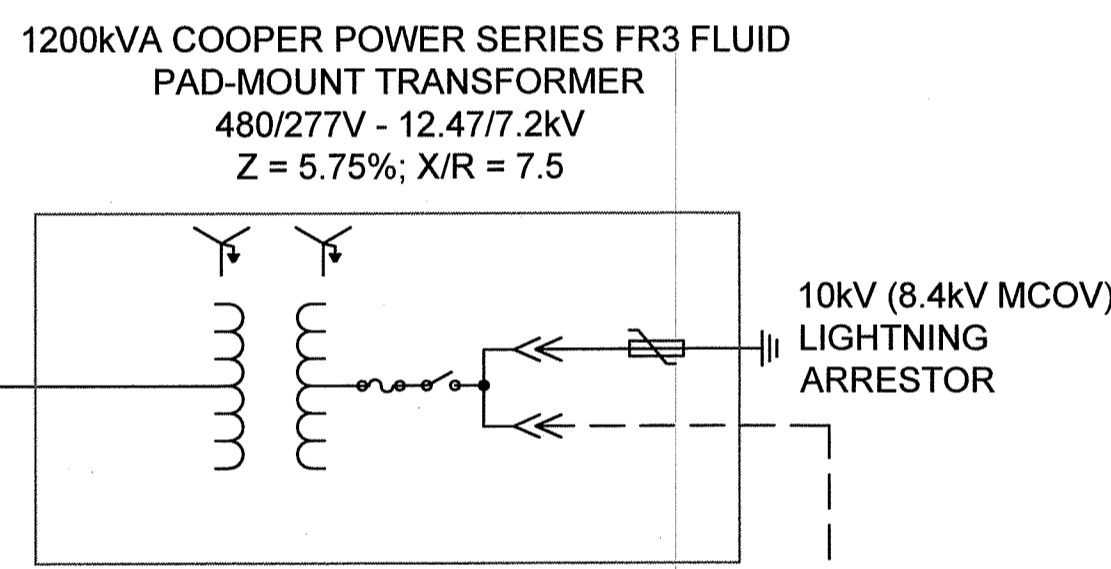 1200kVA COOPER POWER SERIES FR3 FLUID
PAD-MOUNT TRANSFORMER
480/277V - 12.47/7.2kV
Z = 5.75%; X/R = 7.5
10kV (8.4kV MCOV)
LIGHTNING
ARRESTOR